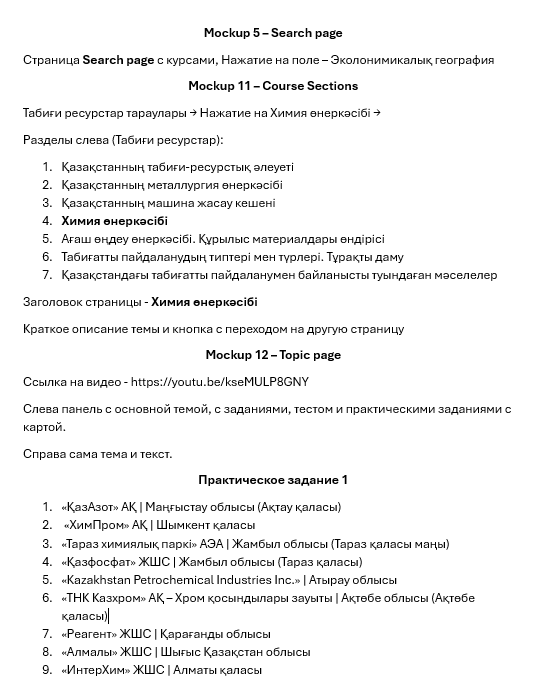 Mockup 5 – Search page
Страница Search page с курсами, Нажатие на поле – Эколонимикалық география
Mockup 11 – Course Sections
Табиғи ресурстар тараулары → Нажатие на Химия өнеркәсібі →
Разделы слева (Табиғи ресурстар):
1. Қазақстанның табиғи-ресурстық әлеуеті
2. Қазақстанның металлургия өнеркәсібі
3. Қазақстанның машина жасау кешені
4. Химия өнеркәсібі
5. Ағаш өңдеу өнеркәсібі. Құрылыс материалдары өндірісі
6. Табиғатты пайдаланудың типтері мен түрлері. Тұрақты даму
7. Қазақстандағы табиғатты пайдаланумен байланысты туындаған мәселелер
Заголовок страницы - Химия өнеркәсібі
Краткое описание темы и кнопка с переходом на другую страницу
Mockup 12 – Topic page
Ссылка на видео - https://youtu.be/kseMULP8GNY
Слева панель с основной темой, с заданиями, тестом и практическими заданиями с
картой.
Справа сама тема и текст.
Практическое задание 1
1. «ҚазАзот» АҚ | Маңғыстау облысы (Ақтау қаласы)
2. «ХимПром» АҚ | Шымкент қаласы
3. «Тараз химиялық паркі» АЭА | Жамбыл облысы (Тараз қаласы маңы)
4. «Қазфосфат» ЖШС | Жамбыл облысы (Тараз қаласы)
5. «Kazakhstan Petrochemical Industries Inc.» | Атырау облысы
6. «ТНК Казхром» АҚ – Хром қосындылары зауыты | Ақтөбе облысы (Ақтөбе
қаласы)
7. «Реагент» ЖШС | Қарағанды облысы
8. «Алмалы» ЖШС | Шығыс Қазақстан облысы
9. «ИнтерХим» ЖШС | Алматы қаласы